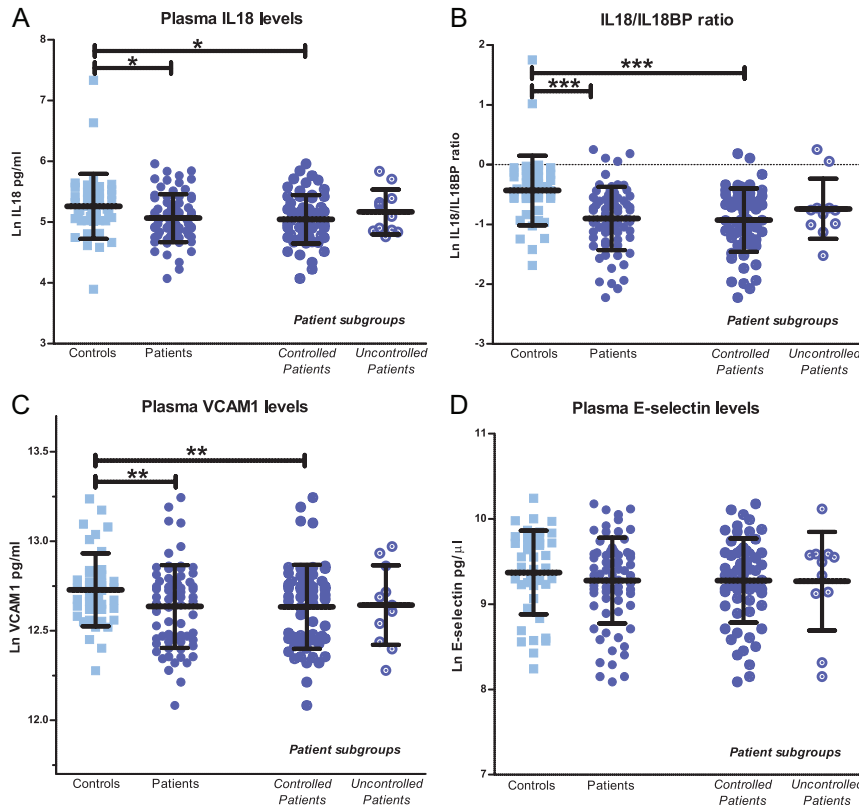 A
Plasma IL18 levels
Ln IL18 pg/ml
8
7
6
5
4
3
*
*
Patient subgroups
Controls
Patients
Controlled
Patients
Uncontrolled
Patients
B
IL18/IL18BP ratio
Ln IL18/IL18BP ratio
2
1
0
-1
-2
-3
***
***
Patient subgroups
Controls
Patients
Controlled
Patients
Uncontrolled
Patients
C
Plasma VCAM1 levels
Ln VCAM1 pg/ml
13.5
13.0
12.5
12.0
**
**
Patient subgroups
Controls
Patients
Controlled
Patients
Uncontrolled
Patients
D
Plasma E-selectin levels
Ln E-selectin pg/μl
11
10
9
8
7
Patient subgroups
Controls
Patients
Controlled
Patients
Uncontrolled
Patients